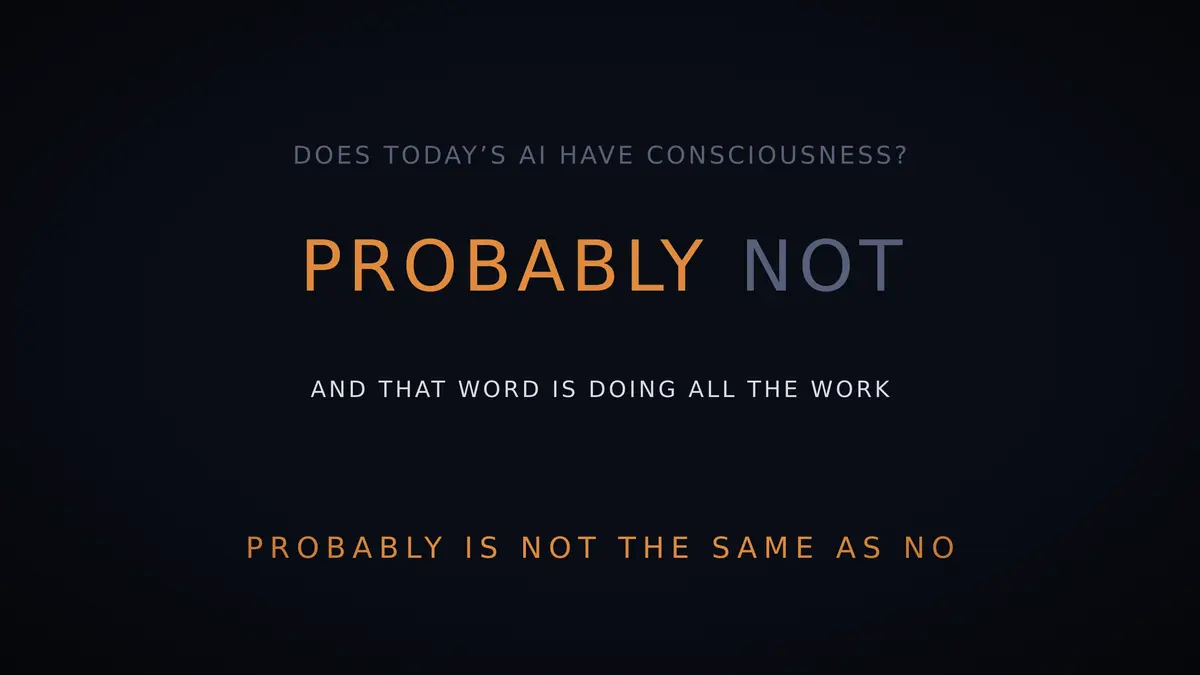 DOES TODAY’S AI HAVE CONSCIOUSNESS?
PROBABLY NOT
AND THAT WORD IS DOING ALL THE WORK
PROBABLY IS NOT THE SAME AS NO